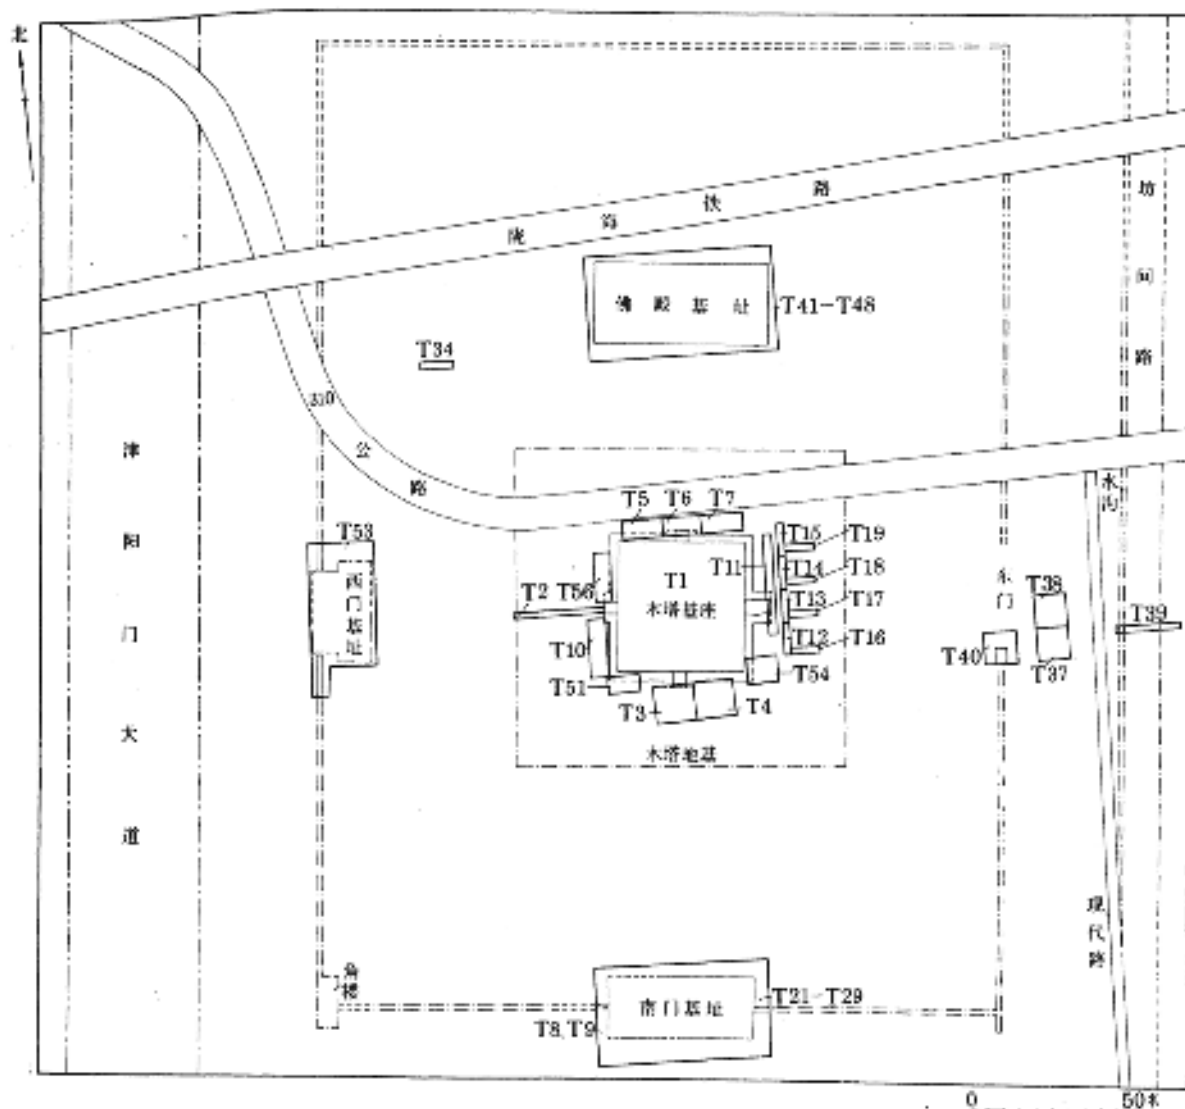 北
陇海铁路
坊间路
佛殿基址
T41-T48
T34
310
公路
津阳门大道
水沟
T5 T6 T7
T53
西门基址
T15 T19
T11 T14 T18
T1
木塔基座
T2 T56
T13 T17
T12 T16
T10
T51
T54
T3 T4
木塔地基
东门
T38
T39
T40
T37
现代路
角楼
南门基址
T21-T29
T8、T9
0 50米